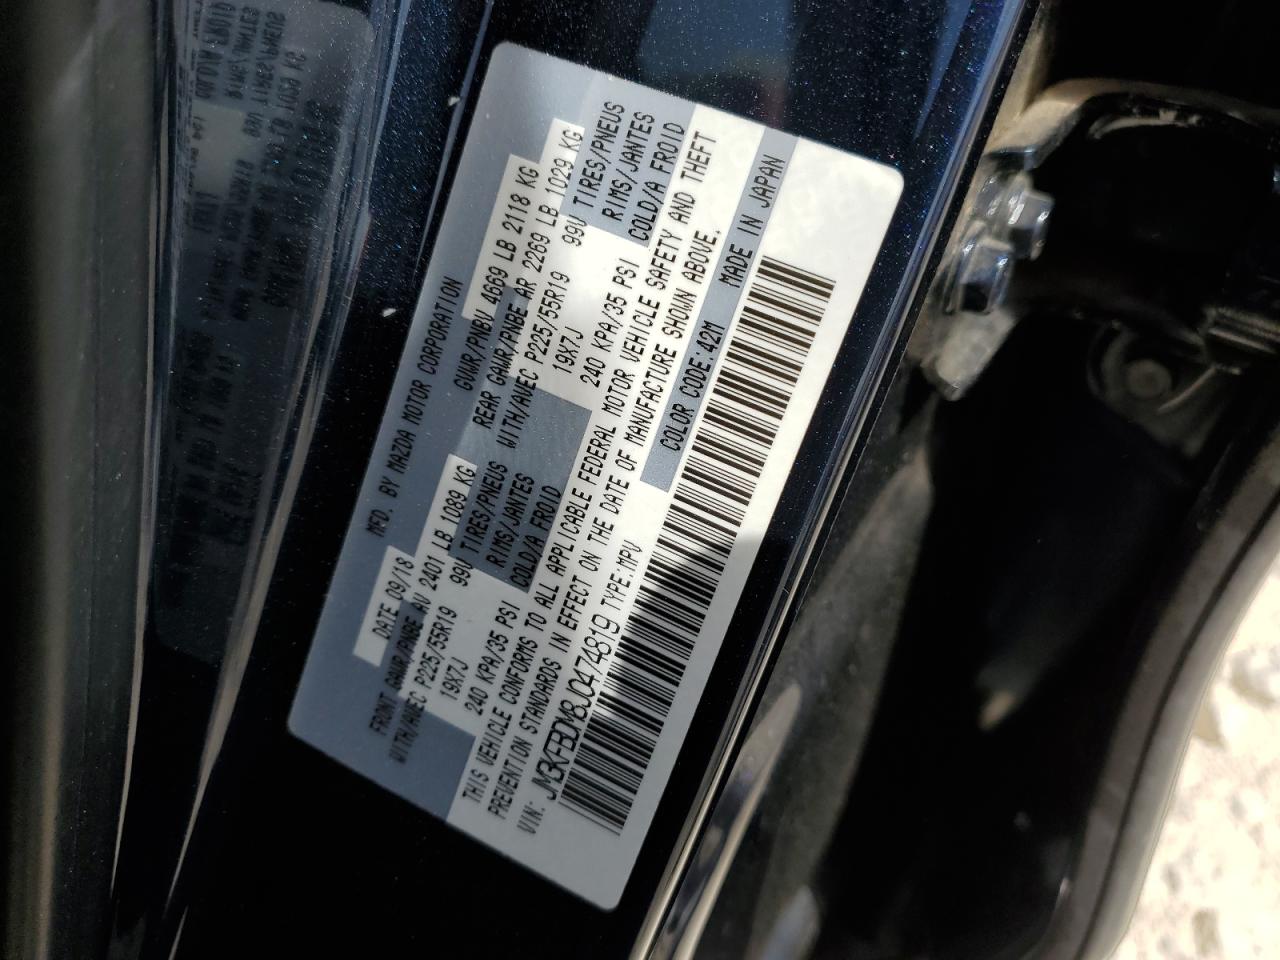 MFD. BY MAZDA MOTOR CORPORATION
DATE 09/18 GVWR/PNBV 4669 LB 2118 KG
FRONT GAWR/PNBE AV 2401 LB 1089 KG REAR GAWR/PNBE AR 2269 LB 1029 KG
WITH/AVEC P225/55R19 99V TIRES/PNEUS WITH/AVEC P225/55R19 99V TIRES/PNEUS
19X7J RIMS/JANTES 19X7J RIMS/JANTES
240 KPA/35 PSI COLD/A FROID 240 KPA/35 PSI COLD/A FROID
THIS VEHICLE CONFORMS TO ALL APPLICABLE FEDERAL MOTOR VEHICLE SAFETY AND THEFT
PREVENTION STANDARDS IN EFFECT ON THE DATE OF MANUFACTURE SHOWN ABOVE.
VIN: JM3KFBDM8J0474819 TYPE:MPV COLOR CODE:42M MADE IN JAPAN